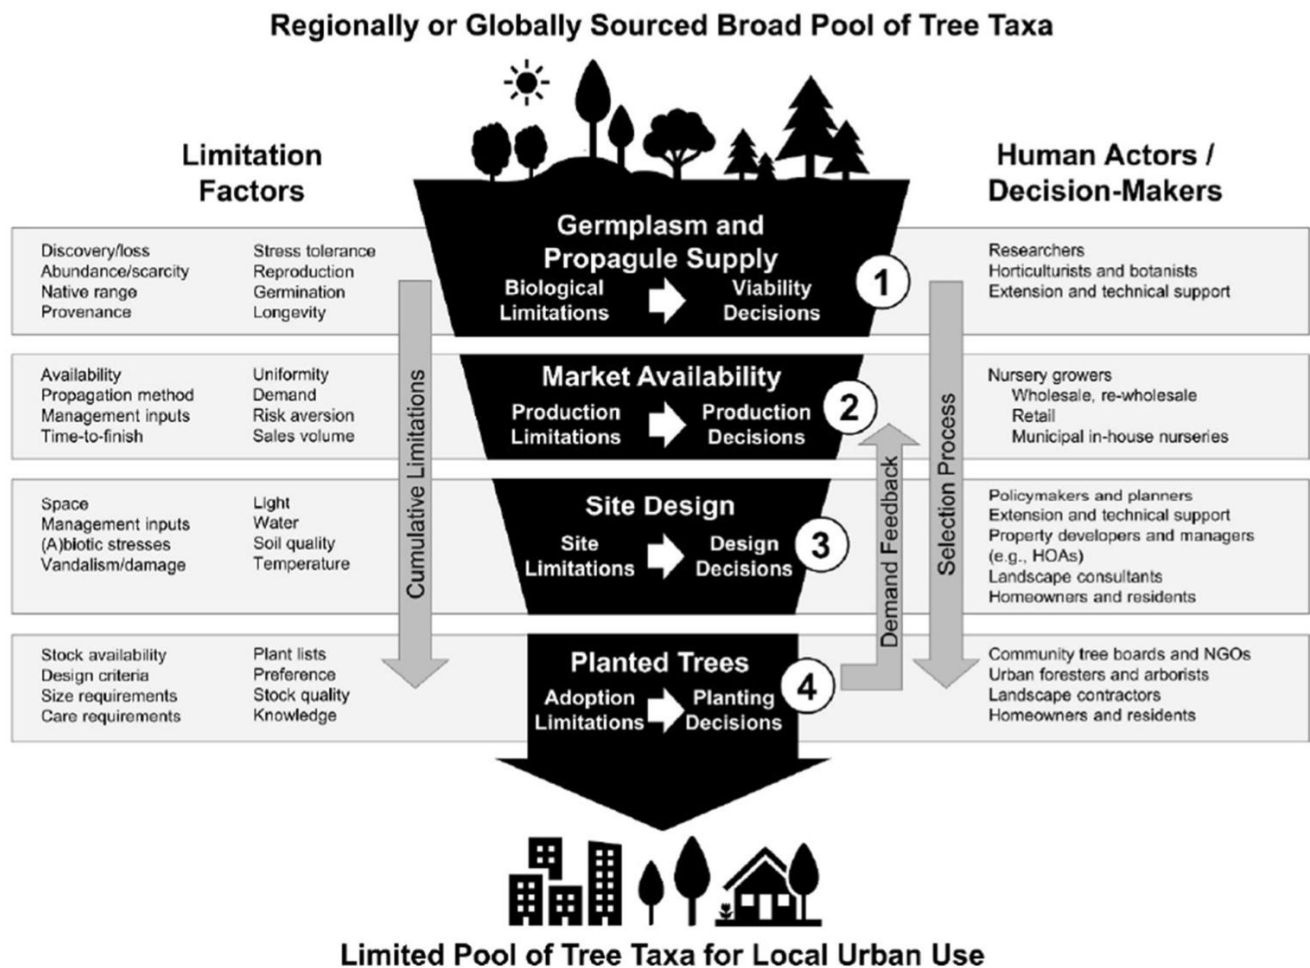 Regionally or Globally Sourced Broad Pool of Tree Taxa
Limitation
Factors
Human Actors /
Decision-Makers
Germplasm and
Propagule Supply
Biological
Limitations
Viability
Decisions
1
Discovery/loss
Abundance/scarcity
Native range
Provenance
Stress tolerance
Reproduction
Germination
Longevity
Researchers
Horticulturists and botanists
Extension and technical support
Market Availability
Production
Limitations
Production
Decisions
2
Availability
Propagation method
Management inputs
Time-to-finish
Uniformity
Demand
Risk aversion
Sales volume
Nursery growers
Wholesale, re-wholesale
Retail
Municipal in-house nurseries
Site Design
Site
Limitations
Design
Decisions
3
Space
Management inputs
(A)biotic stresses
Vandalism/damage
Light
Water
Soil quality
Temperature
Policymakers and planners
Extension and technical support
Property developers and managers
(e.g., HOAs)
Landscape consultants
Homeowners and residents
Planted Trees
Adoption
Limitations
Planting
Decisions
4
Stock availability
Design criteria
Size requirements
Care requirements
Plant lists
Preference
Stock quality
Knowledge
Community tree boards and NGOs
Urban foresters and arborists
Landscape contractors
Homeowners and residents
Cumulative Limitations
Demand Feedback
Selection Process
Limited Pool of Tree Taxa for Local Urban Use